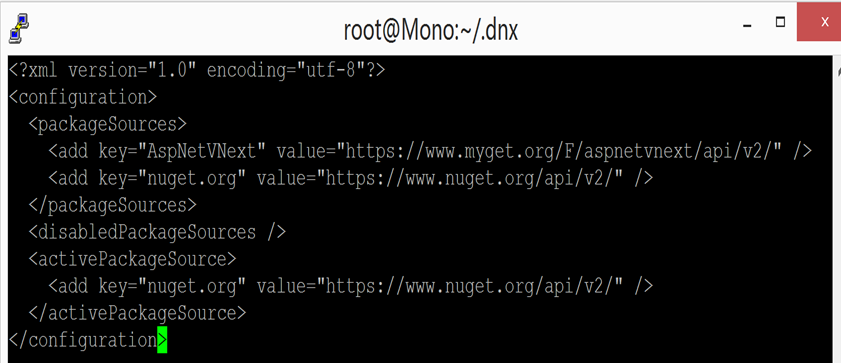 root@Mono:~/.dnx
<?xml version="1.0" encoding="utf-8"?>
<configuration>
  <packageSources>
    <add key="AspNetVNext" value="https://www.myget.org/F/aspnetvnext/api/v2/" />
    <add key="nuget.org" value="https://www.nuget.org/api/v2/" />
  </packageSources>
  <disabledPackageSources />
  <activePackageSource>
    <add key="nuget.org" value="https://www.nuget.org/api/v2/" />
  </activePackageSource>
</configuration>